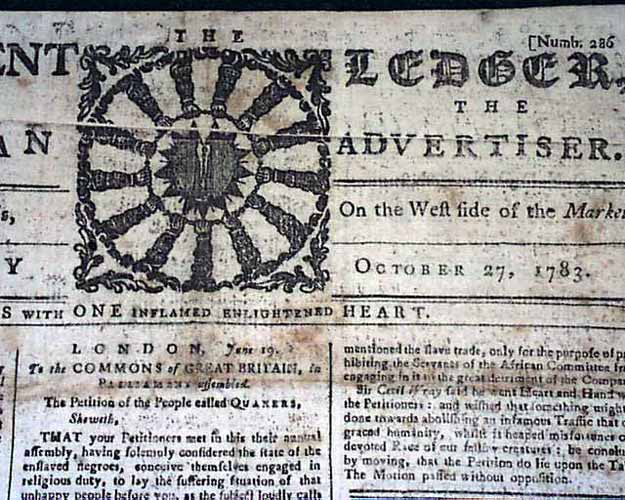 THE
[Numb. 286
ENT LEDGER,
THE
AN ADVERTISER.
s, On the West side of the Marke
Y OCTOBER 27, 1783.
S WITH ONE INFLAMED ENLIGHTENED HEART.
LONDON, June 19.
To the COMMONS of GREAT BRITAIN, in
PARLIAMENT assembled.
The Petition of the People called QUAKERS,
Sheweth,
THAT your Petitioners met in this their annual
assembly, having solemnly considered the state of the
enslaved negroes, conceive themselves engaged in
religious duty, to lay the suffering situation of that
unhappy people before you, as the subject loudly calls
mentioned the slave trade, only for the purpose of pr
hibiting the Servants of the African Committee fr
engaging in it to the great detriment of the Compan
Sir Cecil Wray said he went Heart and Hand w
the Petitioners: and wished that something might
done towards abolishing an infamous Traffic that d
graced humanity, whilst it heaped misfortunes o
devoted Race of our fellow creatures; he conclu
by moving, that the Petition do lie upon the Ta
The Motion passed without opposition.